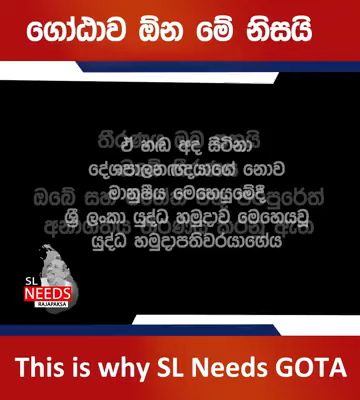 ගෝඨාව ඕන මේ නිසයි
ඒ හඬ අද සිටිනා
දේශපාලනඥයාගේ නොව
මානුෂීය මෙහෙයුමේදී
ශ්‍රී ලංකා යුද්ධ හමුදාව මෙහෙයවූ
යුද්ධ හමුදාපතිවරයාගේය
SL
NEEDS
RAJAPAKSA
This is why SL Needs GOTA